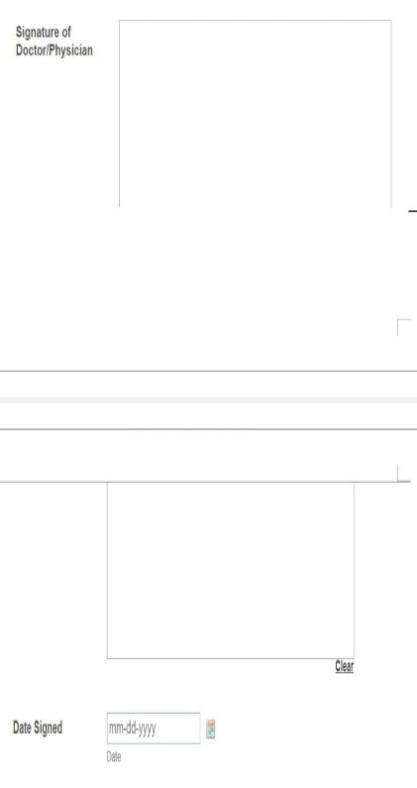 Signature of
Doctor/Physician
Clear
Date Signed
mm-dd-yyyy
Date